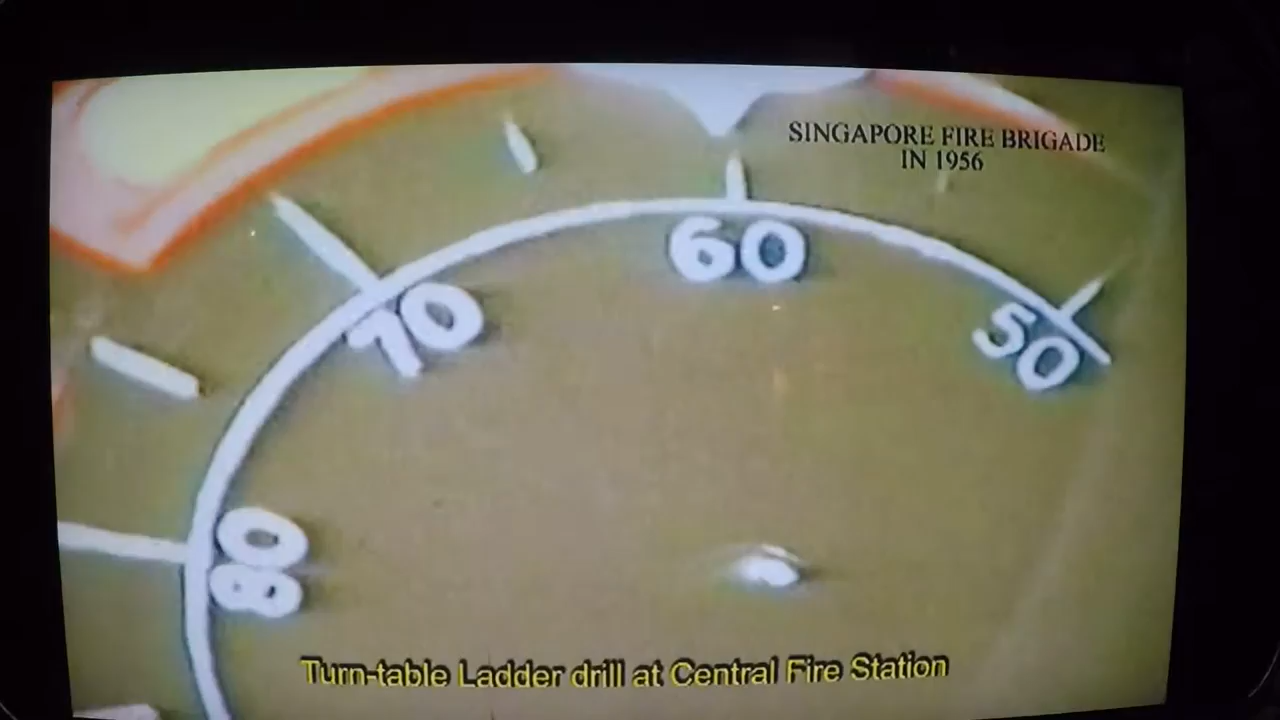 SINGAPORE FIRE BRIGADE
IN 1956
60
70
50
80
Turn-table Ladder drill at Central Fire Station